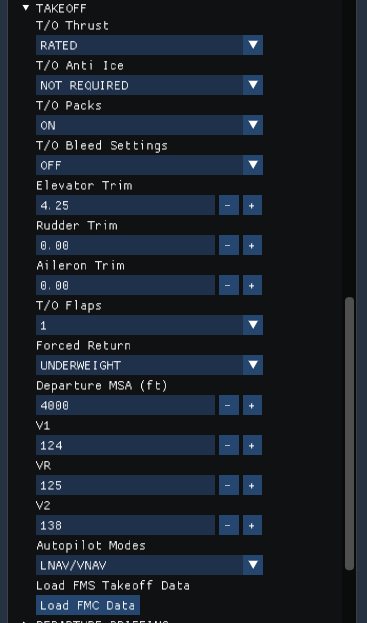 TAKEOFF
T/O Thrust
RATED
T/O Anti Ice
NOT REQUIRED
T/O Packs
ON
T/O Bleed Settings
OFF
Elevator Trim
4.25 - +
Rudder Trim
0.00 - +
Aileron Trim
0.00 - +
T/O Flaps
1
Forced Return
UNDERWEIGHT
Departure MSA (ft)
4000 - +
V1
124 - +
VR
125 - +
V2
138 - +
Autopilot Modes
LNAV/VNAV
Load FMS Takeoff Data
Load FMC Data
DEPARTURE BRIEFING